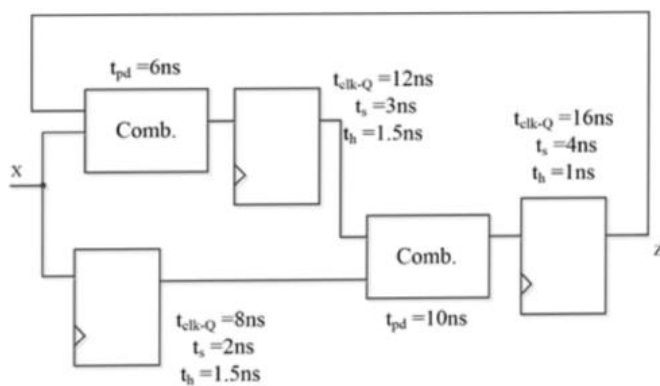 t_pd =6ns
Comb.
t_clk-Q =12ns
t_s =3ns
t_h =1.5ns
t_clk-Q =16ns
t_s =4ns
t_h =1ns
X
Comb.
Z
t_pd =10ns
t_clk-Q =8ns
t_s =2ns
t_h =1.5ns